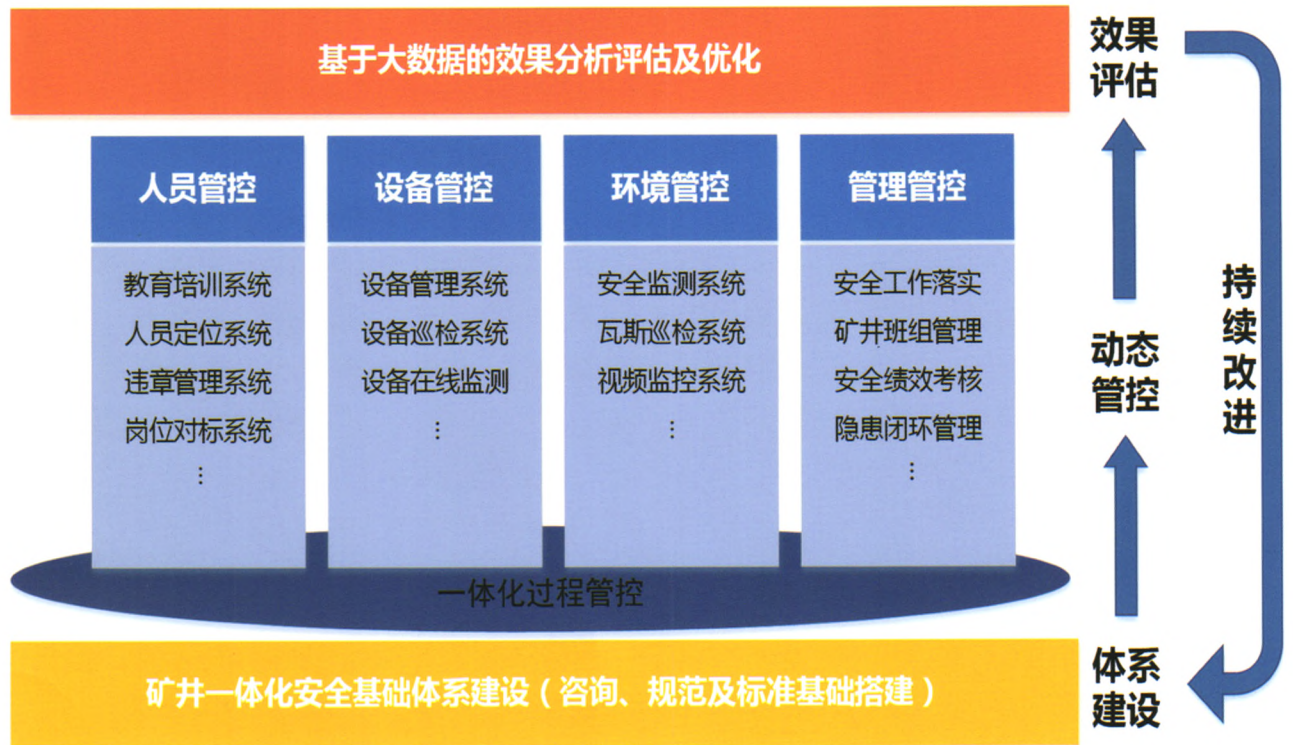 基于大数据的效果分析评估及优化
效果
评估
人员管控
设备管控
环境管控
管理管控
教育培训系统
人员定位系统
违章管理系统
岗位对标系统
⋮
设备管理系统
设备巡检系统
设备在线监测
⋮
安全监测系统
瓦斯巡检系统
视频监控系统
⋮
安全工作落实
矿井班组管理
安全绩效考核
隐患闭环管理
⋮
动态
管控
持
续
改
进
一体化过程管控
矿井一体化安全基础体系建设（咨询、规范及标准基础搭建）
体系
建设